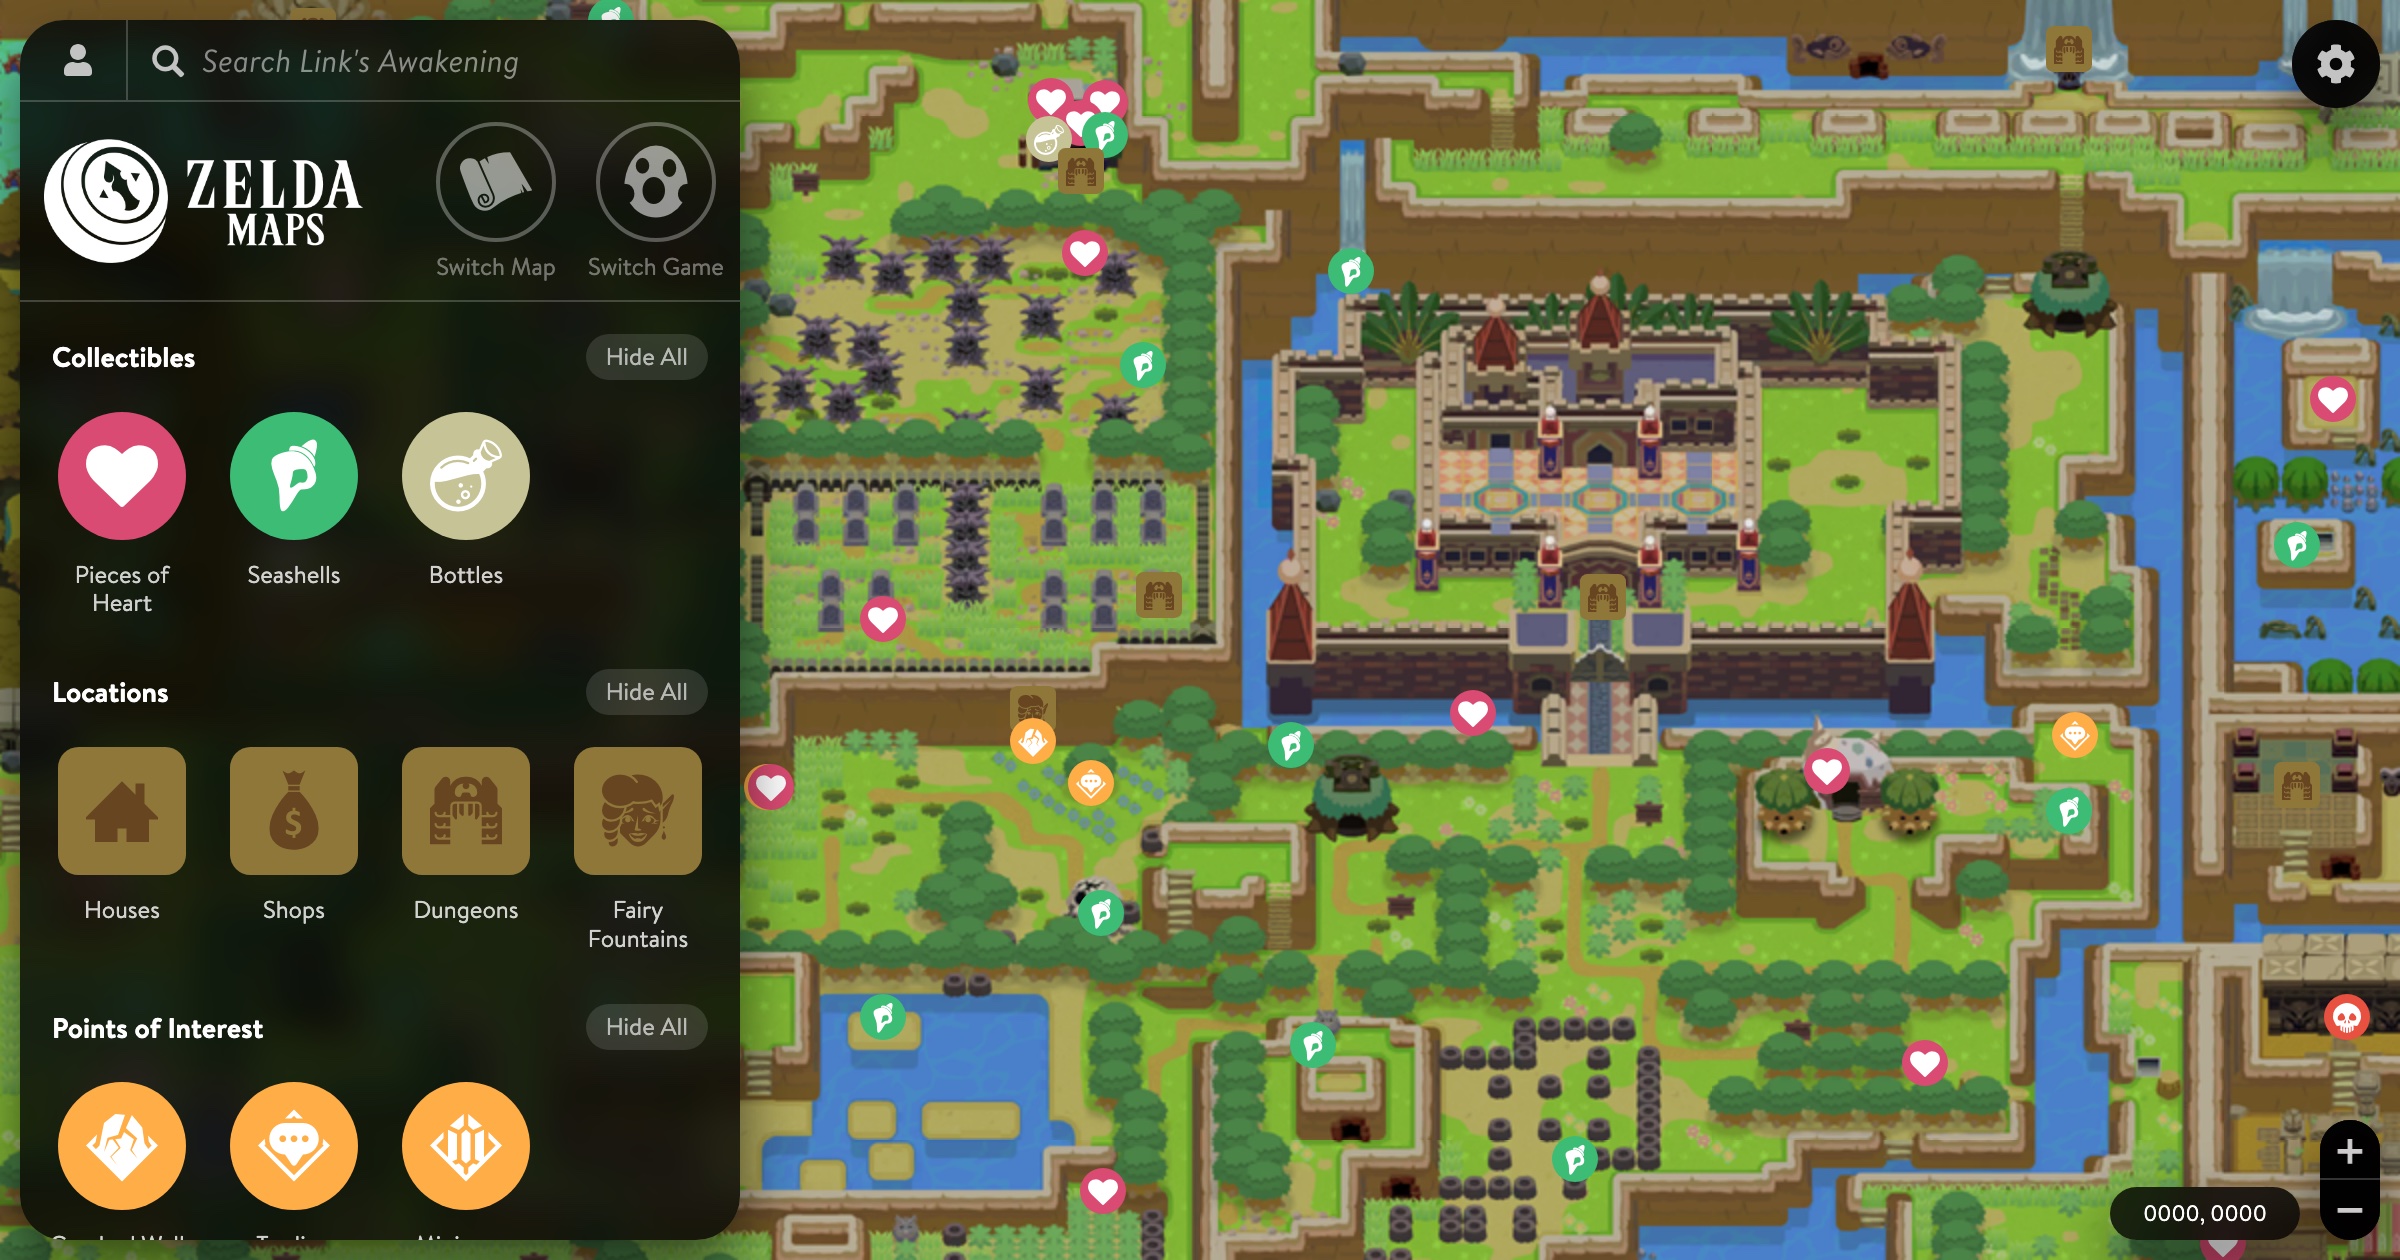 Search Link's Awakening
ZELDA
MAPS
Switch Map
Switch Game
Collectibles
Hide All
Pieces of
Heart
Seashells
Bottles
Locations
Hide All
Houses
Shops
Dungeons
Fairy
Fountains
Points of Interest
Hide All
0000, 0000